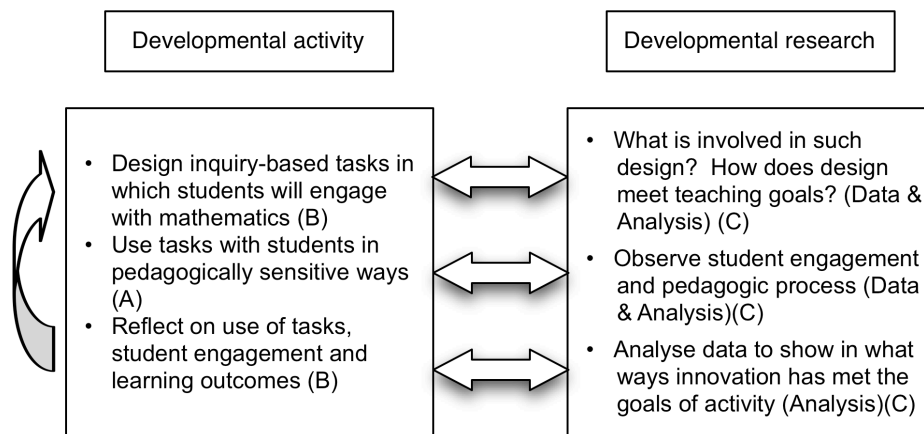 Developmental activity
Developmental research
• Design inquiry-based tasks in
which students will engage
with mathematics (B)
• Use tasks with students in
pedagogically sensitive ways
(A)
• Reflect on use of tasks,
student engagement and
learning outcomes (B)
• What is involved in such
design? How does design
meet teaching goals? (Data &
Analysis) (C)
• Observe student engagement
and pedagogic process (Data
& Analysis)(C)
• Analyse data to show in what
ways innovation has met the
goals of activity (Analysis)(C)